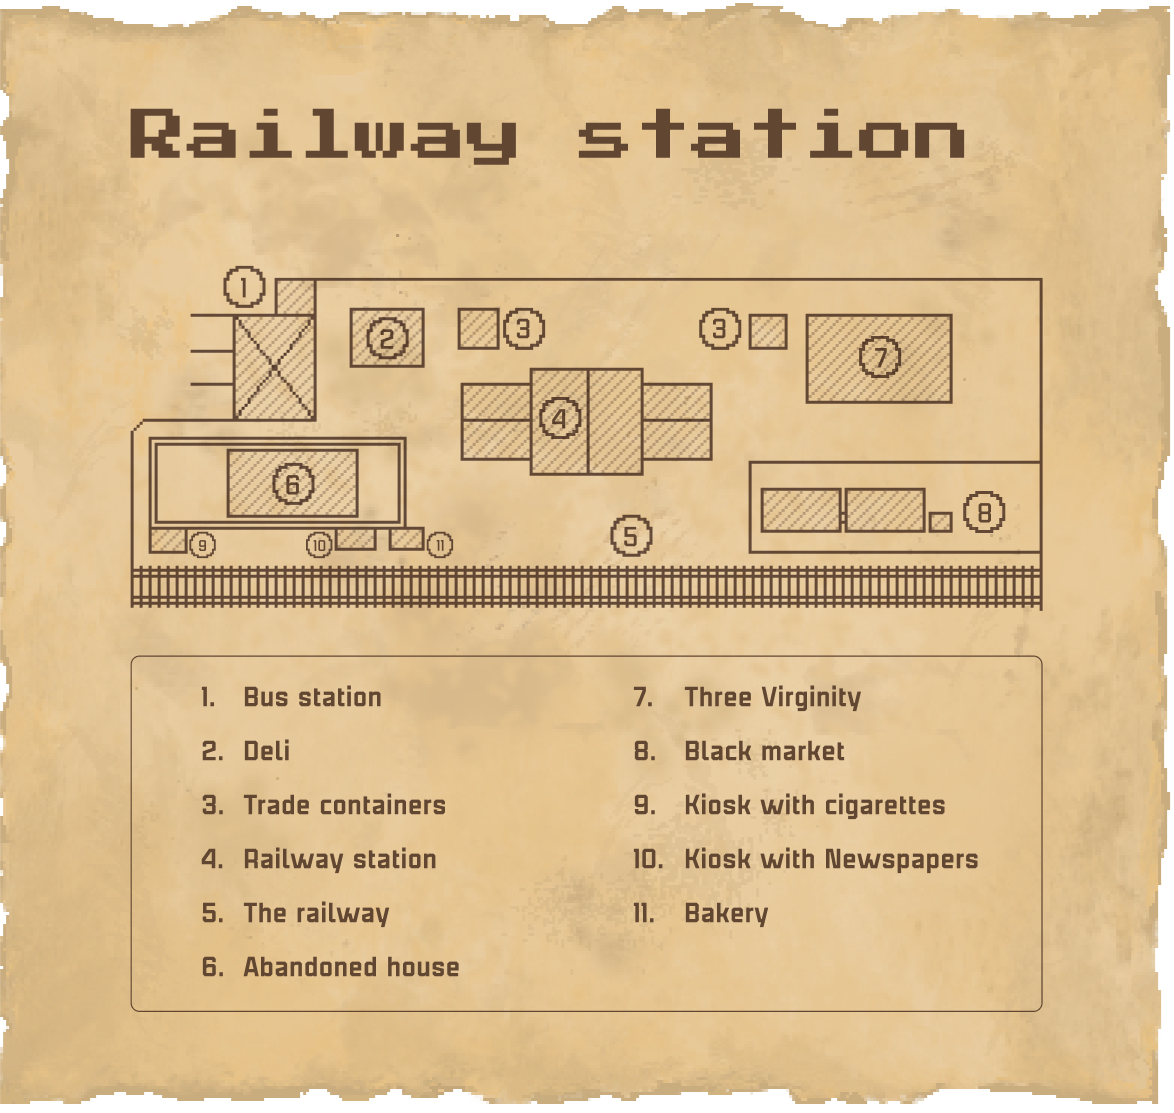 Railway station
1
2
3
3
7
4
6
8
5
9
10
11
1. Bus station
2. Deli
3. Trade containers
4. Railway station
5. The railway
6. Abandoned house
7. Three Virginity
8. Black market
9. Kiosk with cigarettes
10. Kiosk with Newspapers
11. Bakery